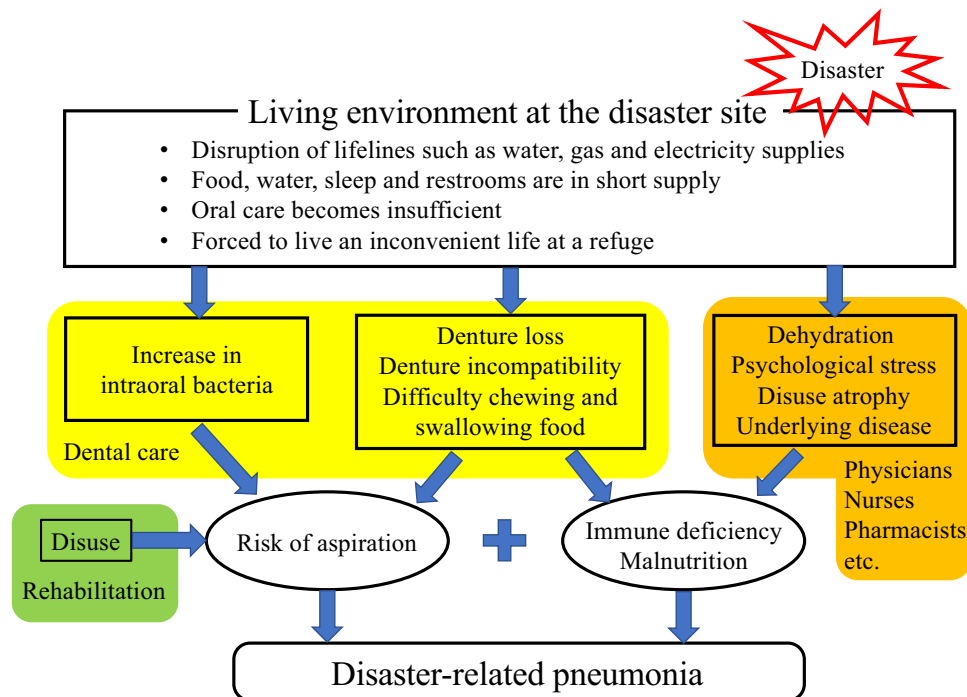 Disaster
Living environment at the disaster site
• Disruption of lifelines such as water, gas and electricity supplies
• Food, water, sleep and restrooms are in short supply
• Oral care becomes insufficient
• Forced to live an inconvenient life at a refuge
Increase in
intraoral bacteria
Denture loss
Denture incompatibility
Difficulty chewing and
swallowing food
Dehydration
Psychological stress
Disuse atrophy
Underlying disease
Dental care
Physicians
Nurses
Pharmacists
etc.
Disuse
Rehabilitation
Risk of aspiration
Immune deficiency
Malnutrition
Disaster-related pneumonia